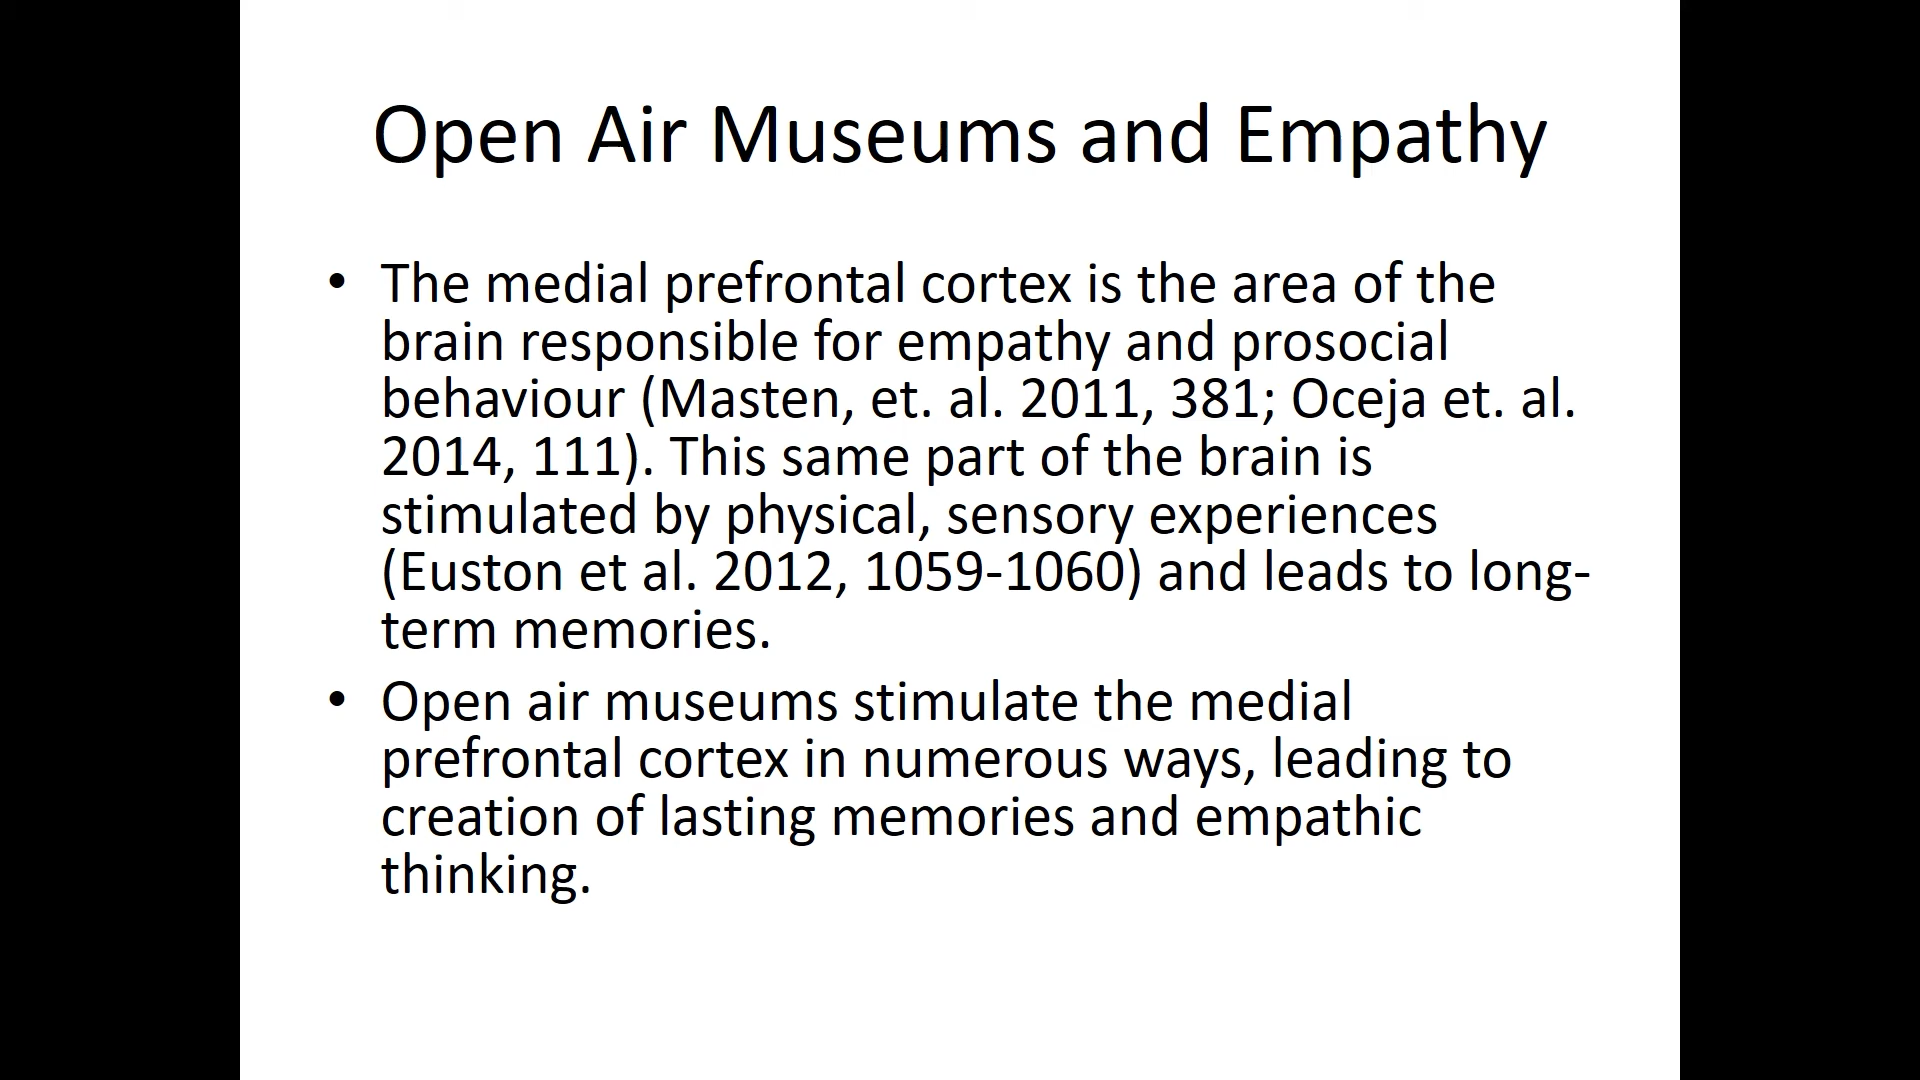 Open Air Museums and Empathy
• The medial prefrontal cortex is the area of the
brain responsible for empathy and prosocial
behaviour (Masten, et. al. 2011, 381; Oceja et. al.
2014, 111). This same part of the brain is
stimulated by physical, sensory experiences
(Euston et al. 2012, 1059-1060) and leads to long-
term memories.
• Open air museums stimulate the medial
prefrontal cortex in numerous ways, leading to
creation of lasting memories and empathic
thinking.